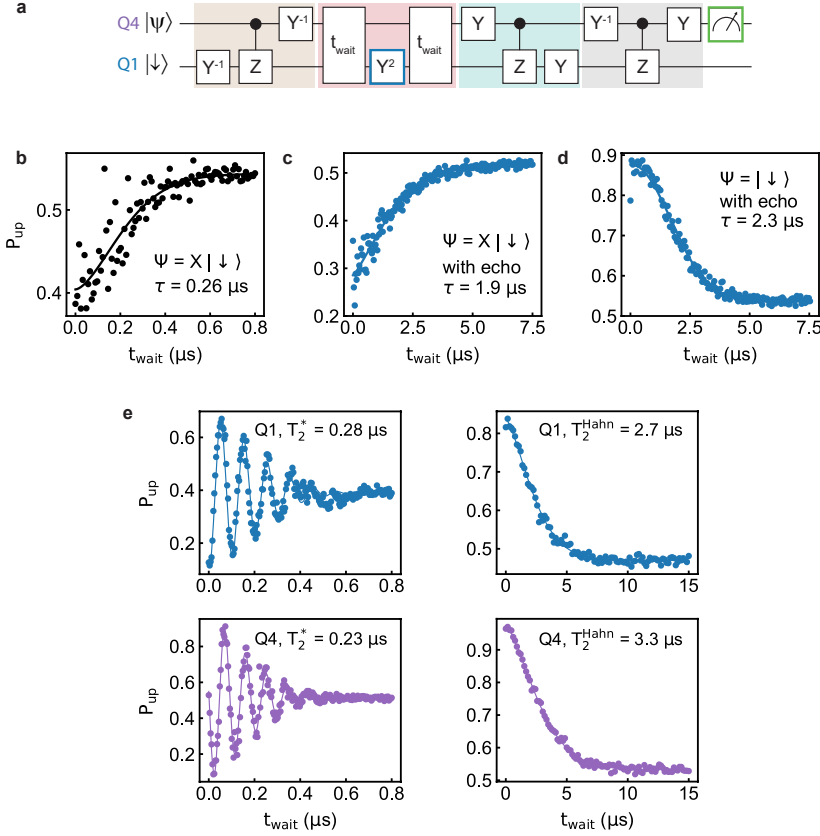 a
Q4 |ψ⟩ Y⁻¹ t_wait t_wait Y Y⁻¹ Y
Q1 |↓⟩ Y⁻¹ Z Y² Z Y Z
b
P_up
0.5
0.4
Ψ = X | ↓ ⟩
τ = 0.26 μs
0.0 0.2 0.4 0.6 0.8
t_wait (μs)
c
0.5
0.4
0.3
0.2
Ψ = X | ↓ ⟩
with echo
τ = 1.9 μs
0.0 2.5 5.0 7.5
t_wait (μs)
d
0.9
0.8
0.7
0.6
0.5
Ψ = | ↓ ⟩
with echo
τ = 2.3 μs
0.0 2.5 5.0 7.5
t_wait (μs)
e
P_up
0.6
0.4
0.2
Q1, T₂* = 0.28 μs
0.0 0.2 0.4 0.6 0.8
0.8
0.7
0.6
0.5
Q1, T₂^Hahn = 2.7 μs
0 5 10 15
P_up
0.8
0.6
0.4
0.2
Q4, T₂* = 0.23 μs
0.0 0.2 0.4 0.6 0.8
t_wait (μs)
0.9
0.8
0.7
0.6
0.5
Q4, T₂^Hahn = 3.3 μs
0 5 10 15
t_wait (μs)